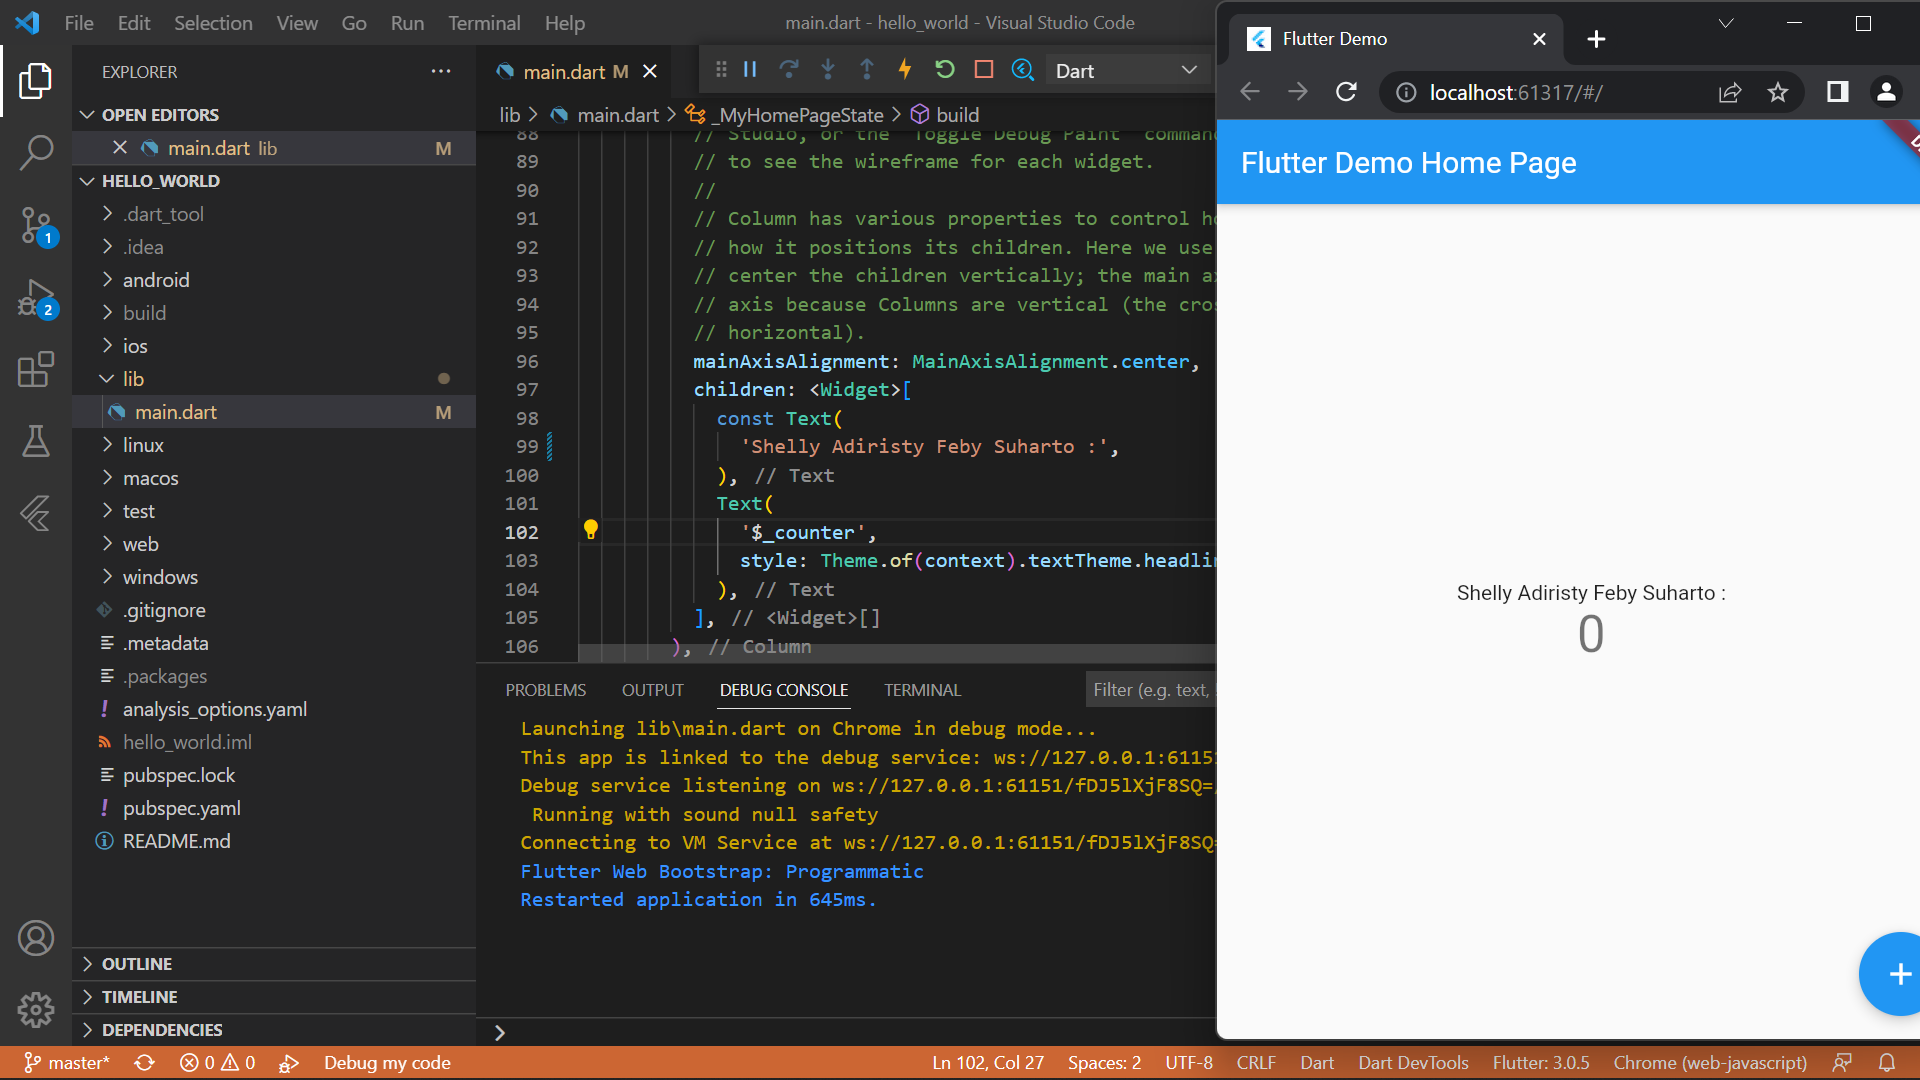 File Edit Selection View Go Run Terminal Help
main.dart - hello_world - Visual Studio Code
EXPLORER
OPEN EDITORS
main.dart lib M
HELLO_WORLD
.dart_tool
.idea
android
build
ios
lib
main.dart M
linux
macos
test
web
windows
.gitignore
.metadata
.packages
analysis_options.yaml
hello_world.iml
pubspec.lock
pubspec.yaml
README.md
OUTLINE
TIMELINE
DEPENDENCIES
1
2
main.dart M
Dart
lib > main.dart > _MyHomePageState > build
88 // Studio, or the "Toggle Debug Paint"
89 // to see the wireframe for each widget.
90 //
91 // Column has various properties to control
92 // how it positions its children. Here we use
93 // center the children vertically; the main
94 // axis because Columns are vertical (the
95 // horizontal).
96 mainAxisAlignment: MainAxisAlignment.center,
97 children: <Widget>[
98 const Text(
99 'Shelly Adiristy Feby Suharto :',
100 ), // Text
101 Text(
102 '$_counter',
103 style: Theme.of(context).textTheme.
104 ), // Text
105 ], // <Widget>[]
106 ), // Column
PROBLEMS OUTPUT DEBUG CONSOLE TERMINAL
Filter (e.g. text,
Launching lib\main.dart on Chrome in debug mode...
This app is linked to the debug service: ws://127.0.0.1:61151
Debug service listening on ws://127.0.0.1:61151/fDJ5lXjF8SQ=/
Running with sound null safety
Connecting to VM Service at ws://127.0.0.1:61151/fDJ5lXjF8SQ=
Flutter Web Bootstrap: Programmatic
Restarted application in 645ms.
>
master* 0 0 Debug my code Ln 102, Col 27 Spaces: 2 UTF-8 CRLF Dart Dart DevTools Flutter: 3.0.5 Chrome (web-javascript)
Flutter Demo
localhost:61317/#/
Flutter Demo Home Page
Shelly Adiristy Feby Suharto :
0
+